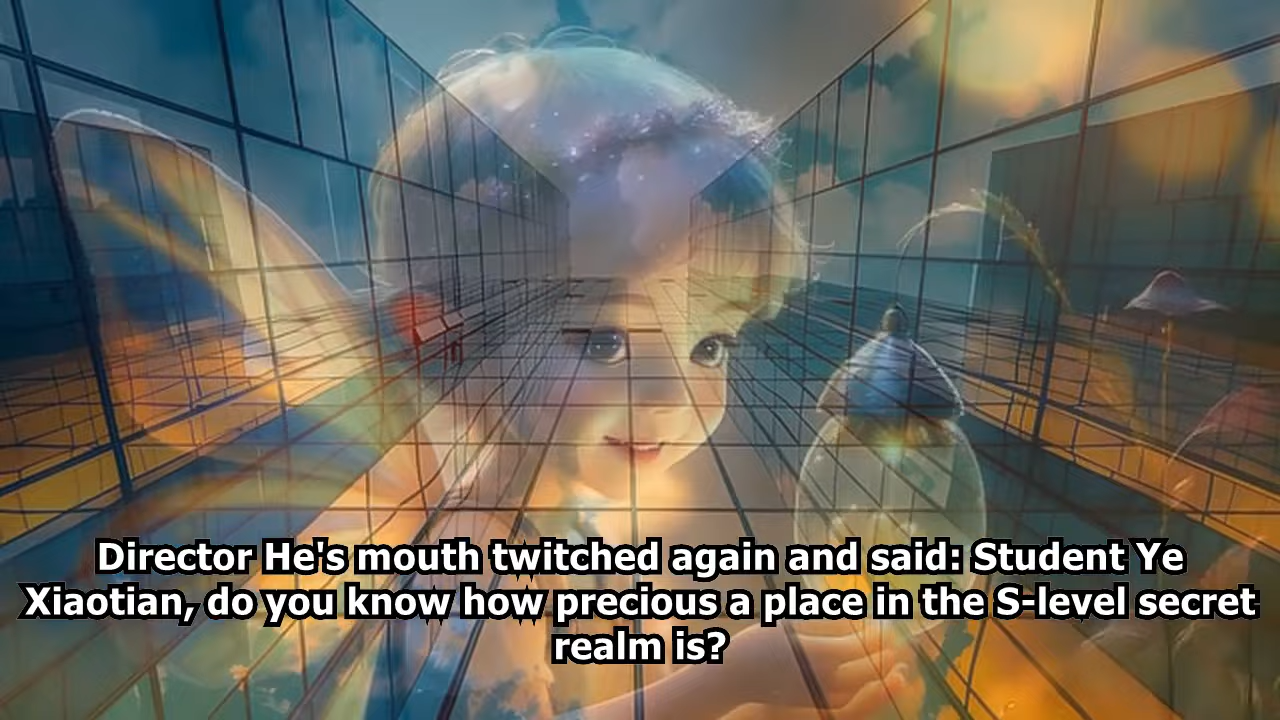 Director He's mouth twitched again and said: Student Ye
Xiaotian, do you know how precious a place in the S-level secret
realm is?